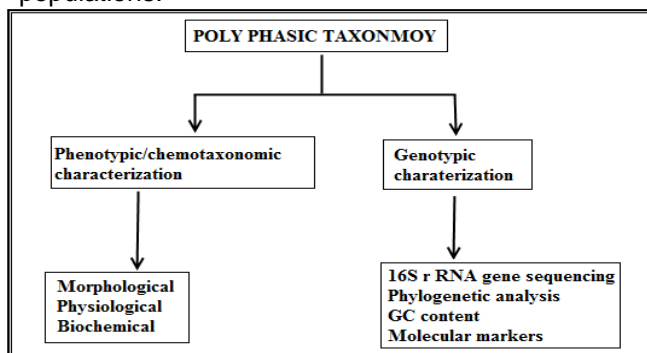 populations.
POLY PHASIC TAXONMOY
Phenotypic/chemotaxonomic
characterization
Genotypic
charaterization
Morphological
Physiological
Biochemical
16S r RNA gene sequencing
Phylogenetic analysis
GC content
Molecular markers